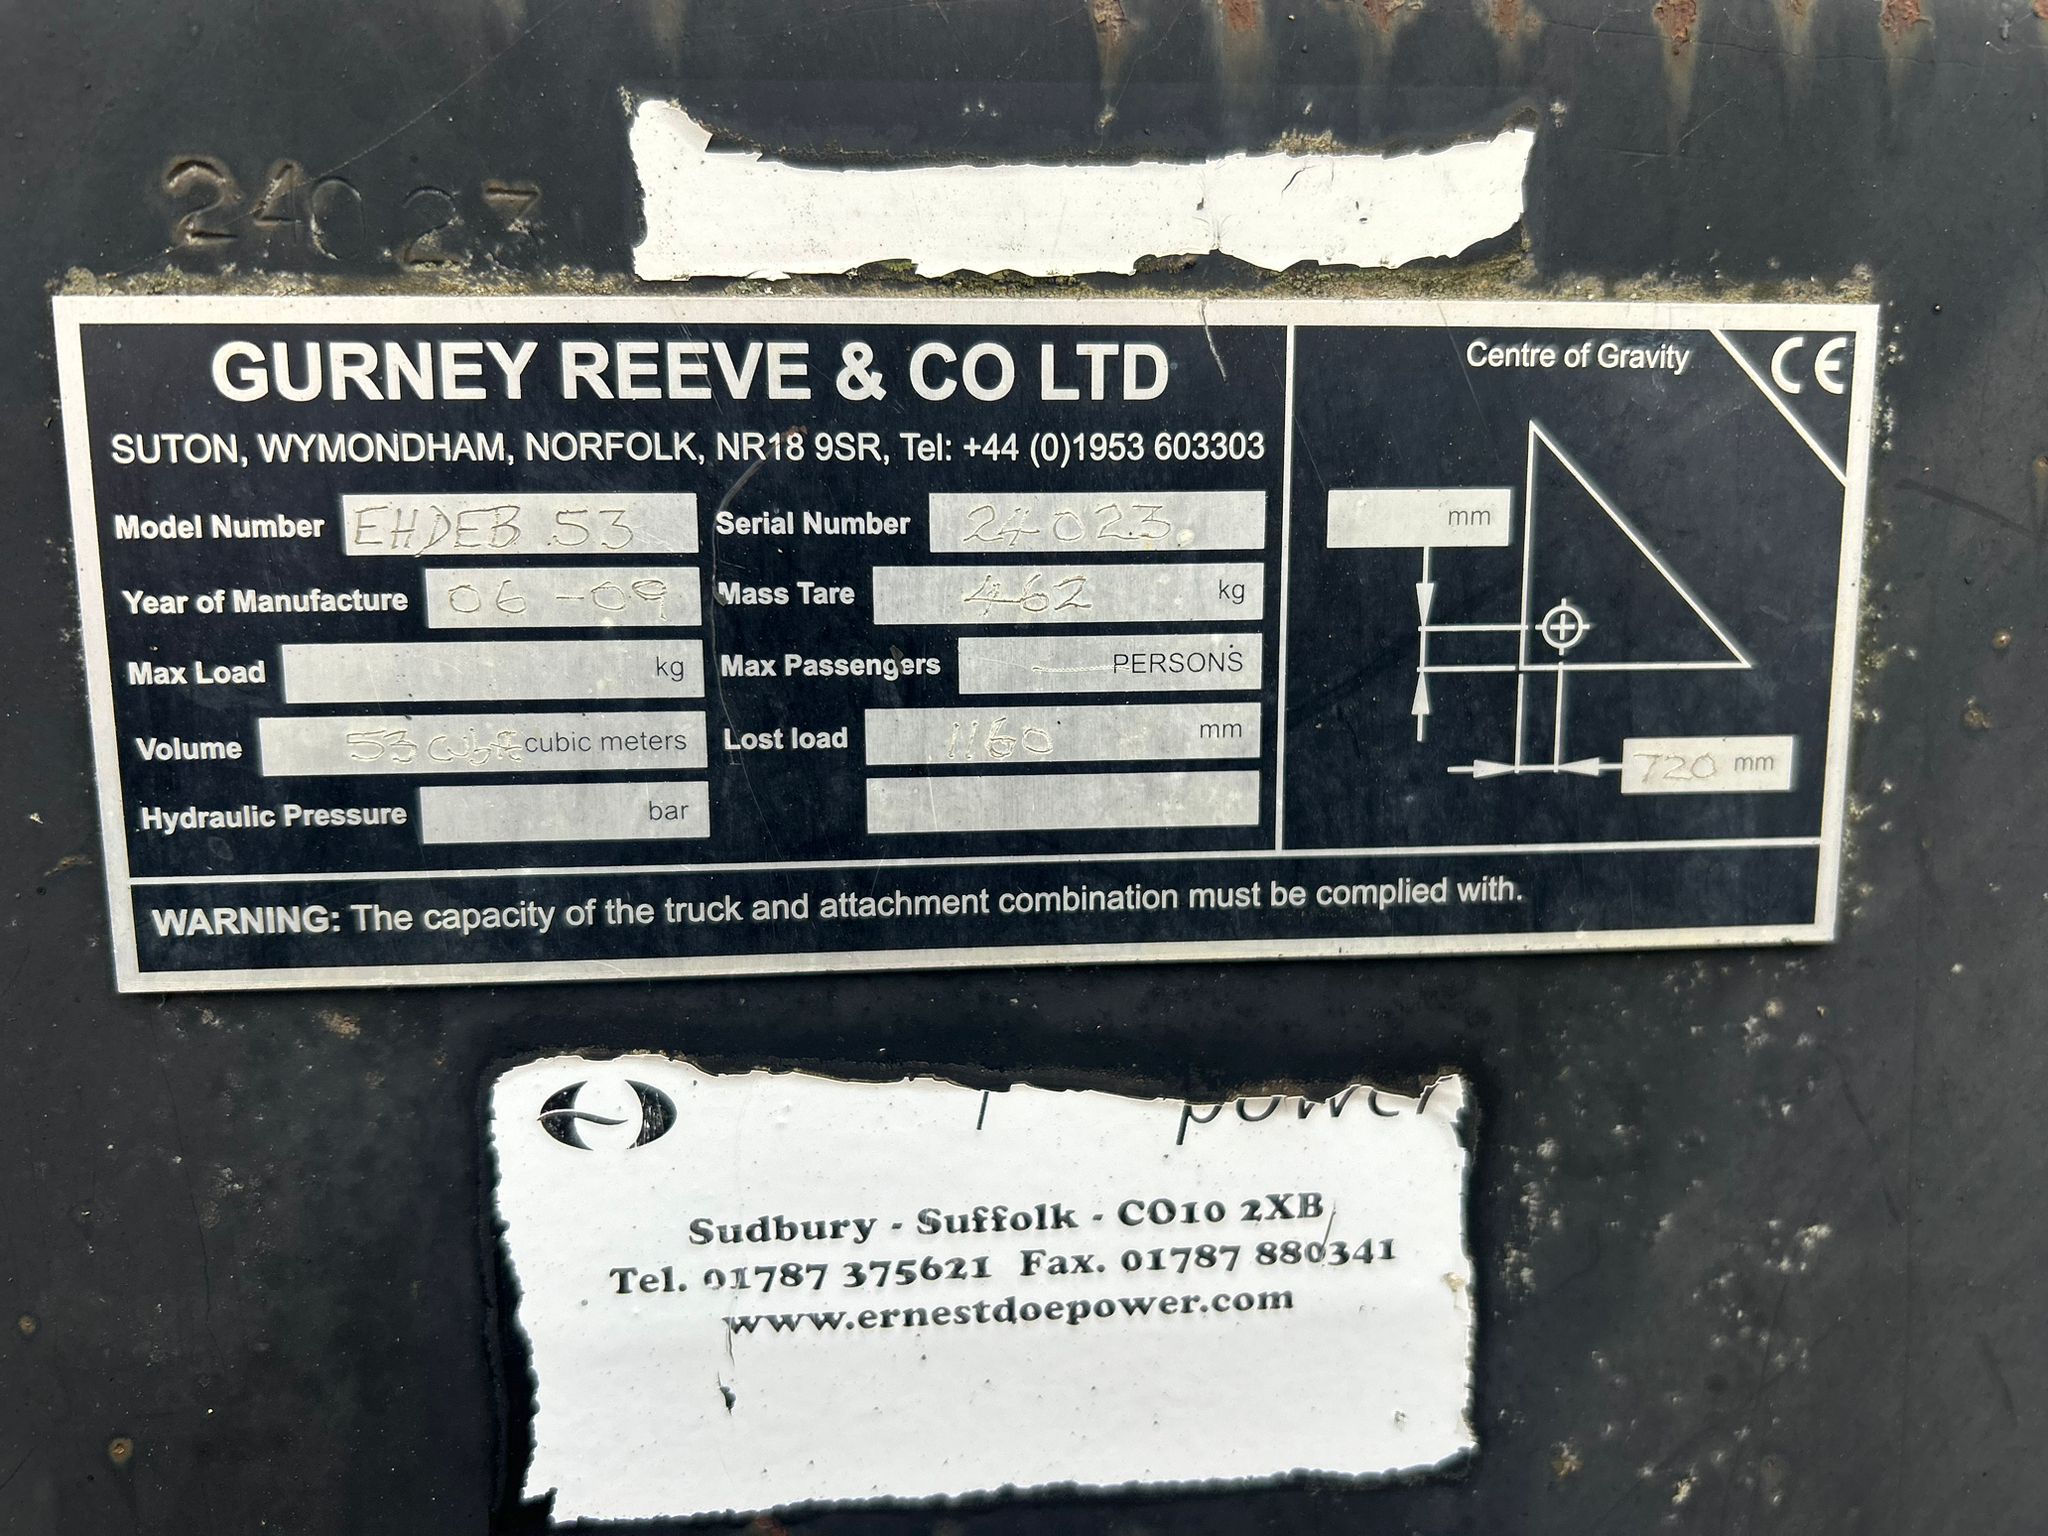 24023
GURNEY REEVE & CO LTD
SUTON, WYMONDHAM, NORFOLK, NR18 9SR, Tel: +44 (0)1953 603303
Model Number EHDEB 53 Serial Number 24023
Year of Manufacture 06-09 Mass Tare 462 kg
Max Load kg Max Passengers PERSONS
Volume 53 cubft cubic meters Lost load 1160 mm
Hydraulic Pressure bar
Centre of Gravity CE
mm
720 mm
WARNING: The capacity of the truck and attachment combination must be complied with.
power
Sudbury - Suffolk - CO10 2XB
Tel. 01787 375621 Fax. 01787 880341
www.ernestdoepower.com